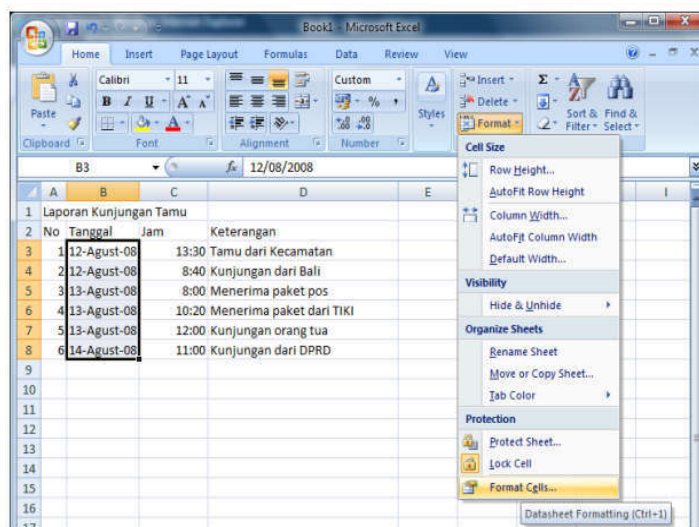 Book1 - Microsoft Excel
Home Insert Page Layout Formulas Data Review View
Paste
Calibri 11
B I U A A
Custom
% ,
Styles
Insert
Delete
Format
Σ
Sort & Filter
Find & Select
Clipboard Font Alignment Number
B3 fx 12/08/2008
A B C D E I
1 Laporan Kunjungan Tamu
2 No Tanggal Jam Keterangan
3 1 12-Agust-08 13:30 Tamu dari Kecamatan
4 2 12-Agust-08 8:40 Kunjungan dari Bali
5 3 13-Agust-08 8:00 Menerima paket pos
6 4 13-Agust-08 10:20 Menerima paket dari TIKI
7 5 13-Agust-08 12:00 Kunjungan orang tua
8 6 14-Agust-08 11:00 Kunjungan dari DPRD
9
10
11
12
13
14
15
16
17
Cell Size
Row Height...
AutoFit Row Height
Column Width...
AutoFit Column Width
Default Width...
Visibility
Hide & Unhide
Organize Sheets
Rename Sheet
Move or Copy Sheet...
Tab Color
Protection
Protect Sheet...
Lock Cell
Format Cells...
Datasheet Formatting (Ctrl+1)